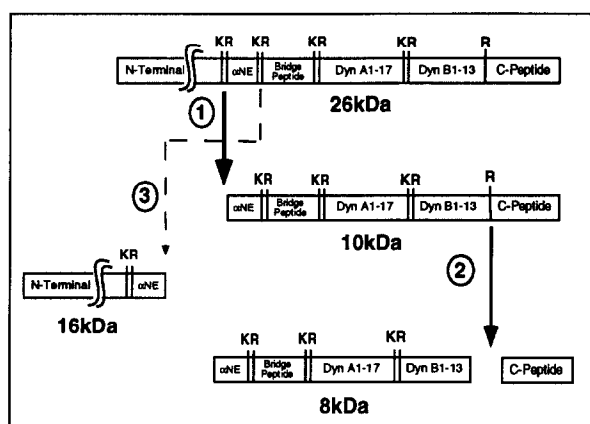 KR KR KR KR R
N-Terminal αNE Bridge Peptide Dyn A1-17 Dyn B1-13 C-Peptide
26kDa
1
3
KR KR KR R
αNE Bridge Peptide Dyn A1-17 Dyn B1-13 C-Peptide
10kDa
2
KR
N-Terminal αNE
16kDa
KR KR KR
αNE Bridge Peptide Dyn A1-17 Dyn B1-13 C-Peptide
8kDa